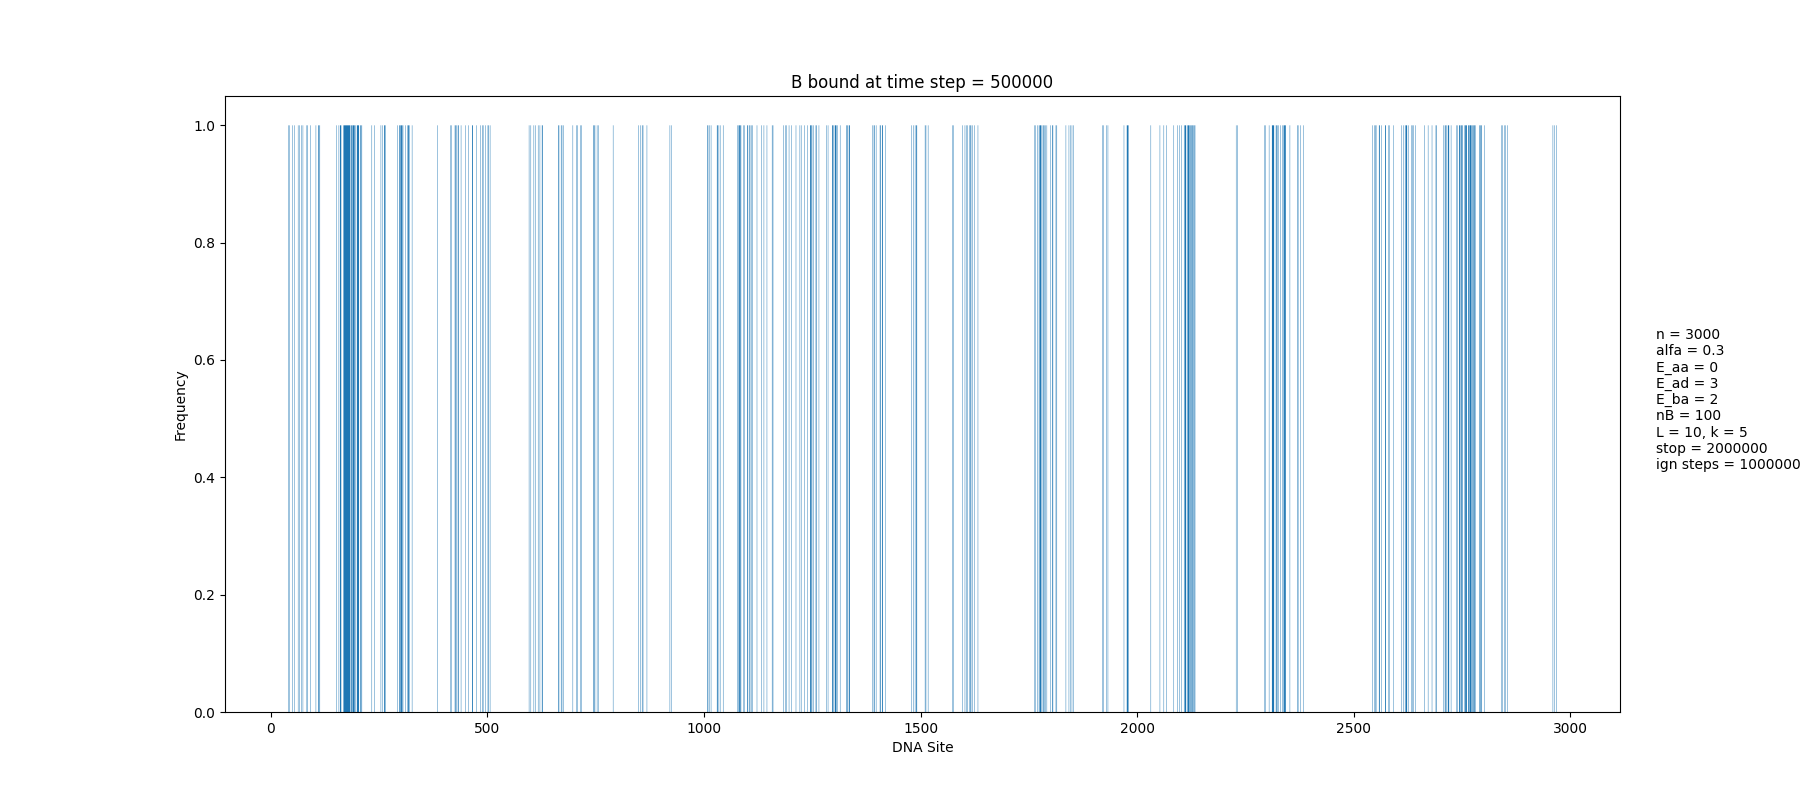 B bound at time step = 500000
1.0
0.8
0.6
0.4
0.2
0.0
Frequency
0 500 1000 1500 2000 2500 3000
DNA Site
n = 3000
alfa = 0.3
E_aa = 0
E_ad = 3
E_ba = 2
nB = 100
L = 10, k = 5
stop = 2000000
ign steps = 1000000